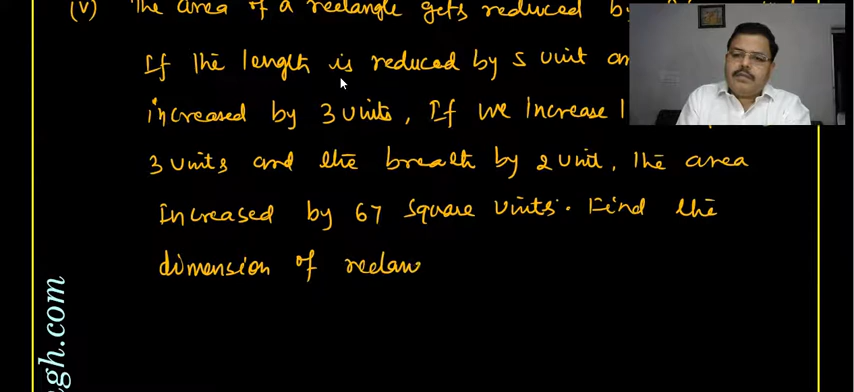 (v) The area of a rectangle gets reduced by
If the length is reduced by 5 unit
increased by 3 units, If we increase
3 units and the breath by 2 unit, The area
Increased by 67 square units. Find the
dimension of
gh.com